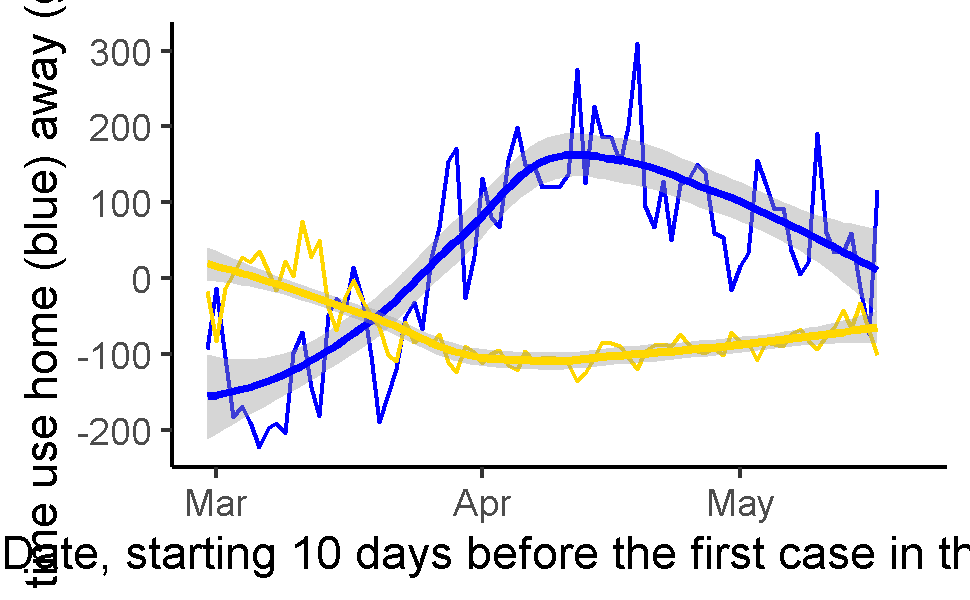 time use home (blue) away (
300
200
100
0
-100
-200
Mar Apr May
Date, starting 10 days before the first case in th